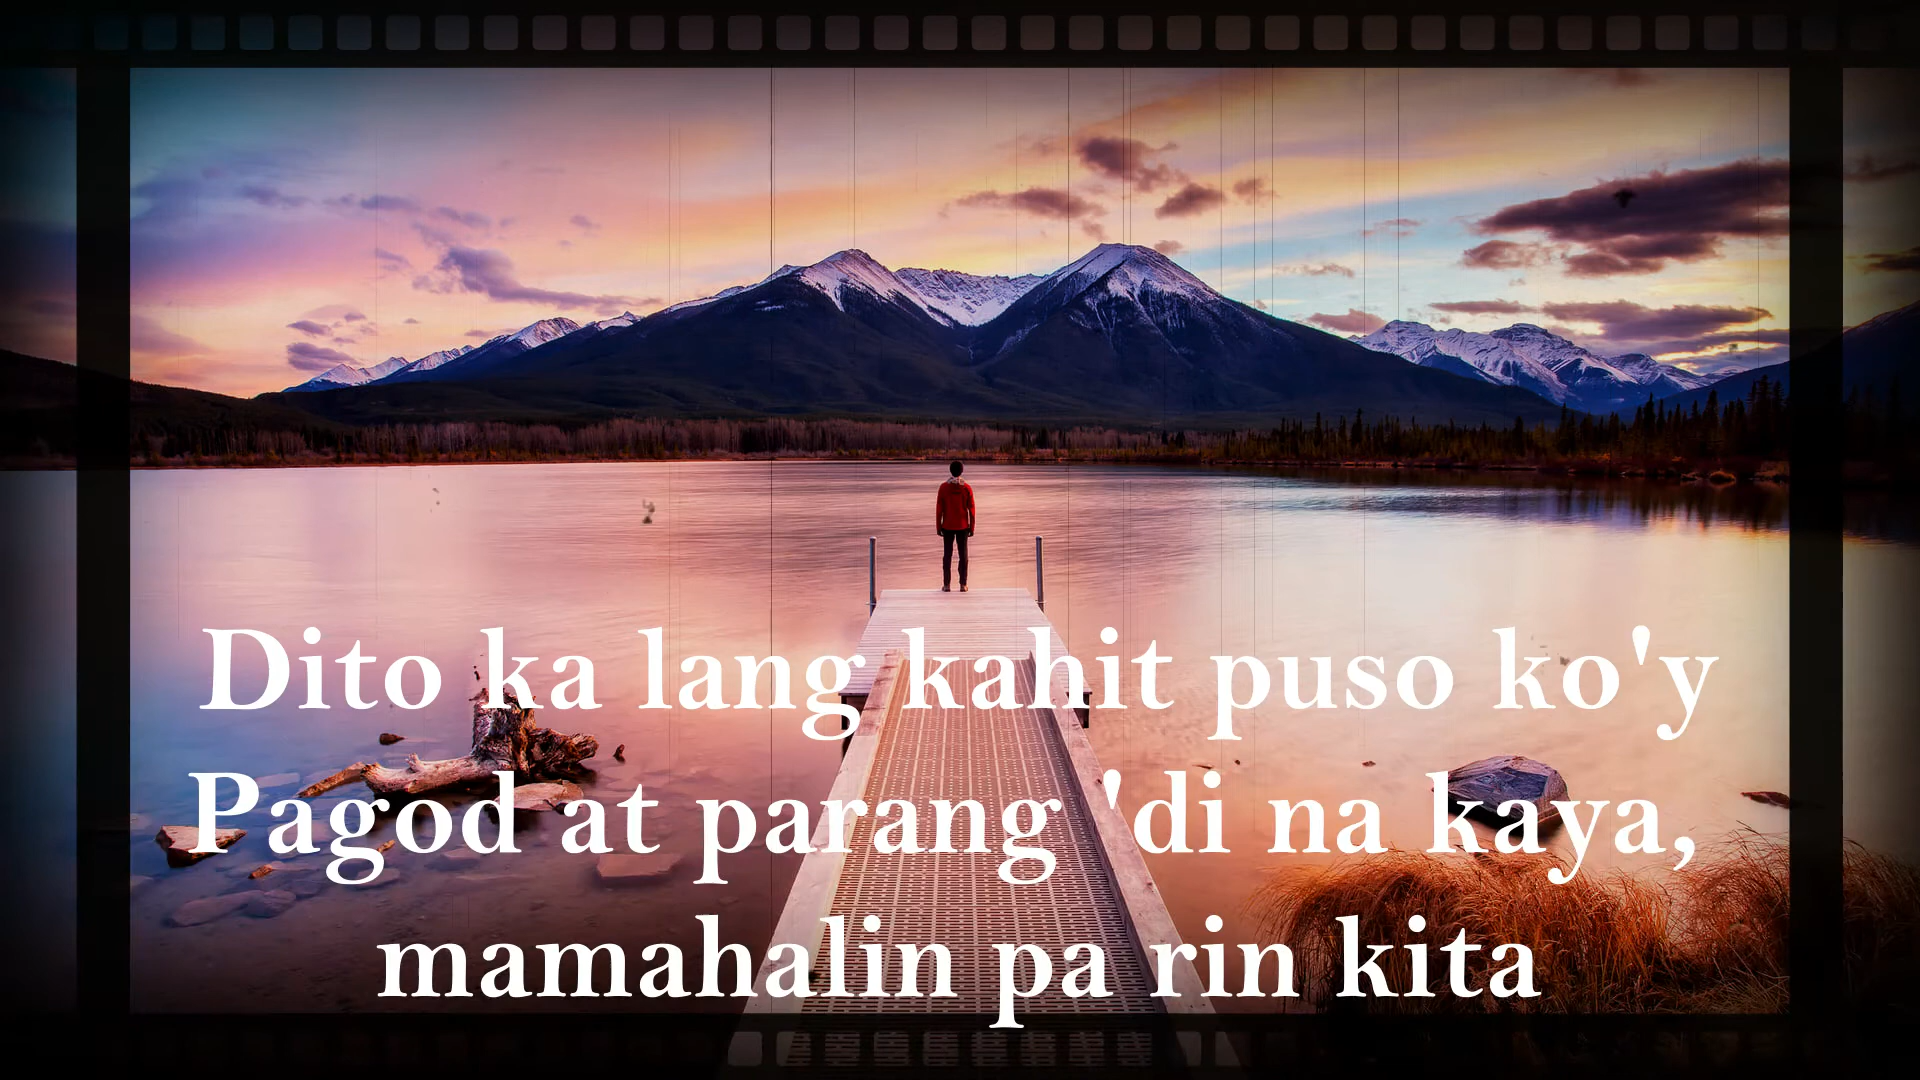 Dito ka lang kahit puso ko'y
Pagod at parang 'di na kaya,
mamahalin pa rin kita